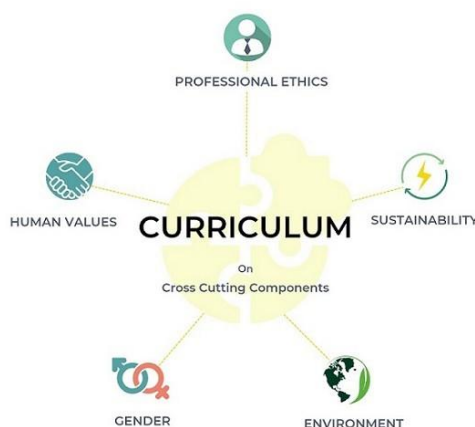 PROFESSIONAL ETHICS
HUMAN VALUES
SUSTAINABILITY
CURRICULUM
On
Cross Cutting Components
GENDER
ENVIRONMENT